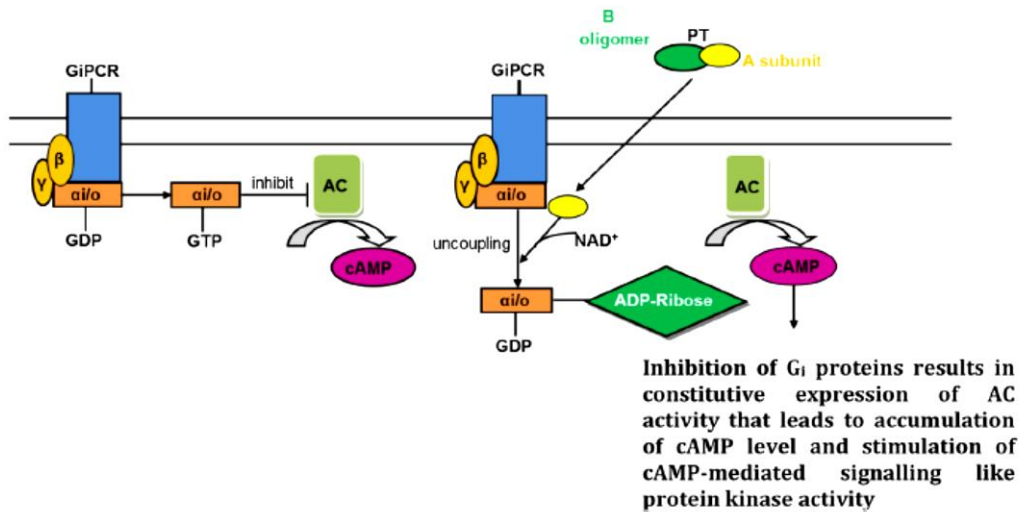 B
oligomer
PT
A subunit
GiPCR
GiPCR
β
γ
αi/o
αi/o
inhibit
AC
GDP
GTP
cAMP
β
γ
αi/o
uncoupling
NAD⁺
AC
cAMP
αi/o
ADP-Ribose
GDP
Inhibition of Gᵢ proteins results in
constitutive expression of AC
activity that leads to accumulation
of cAMP level and stimulation of
cAMP-mediated signalling like
protein kinase activity